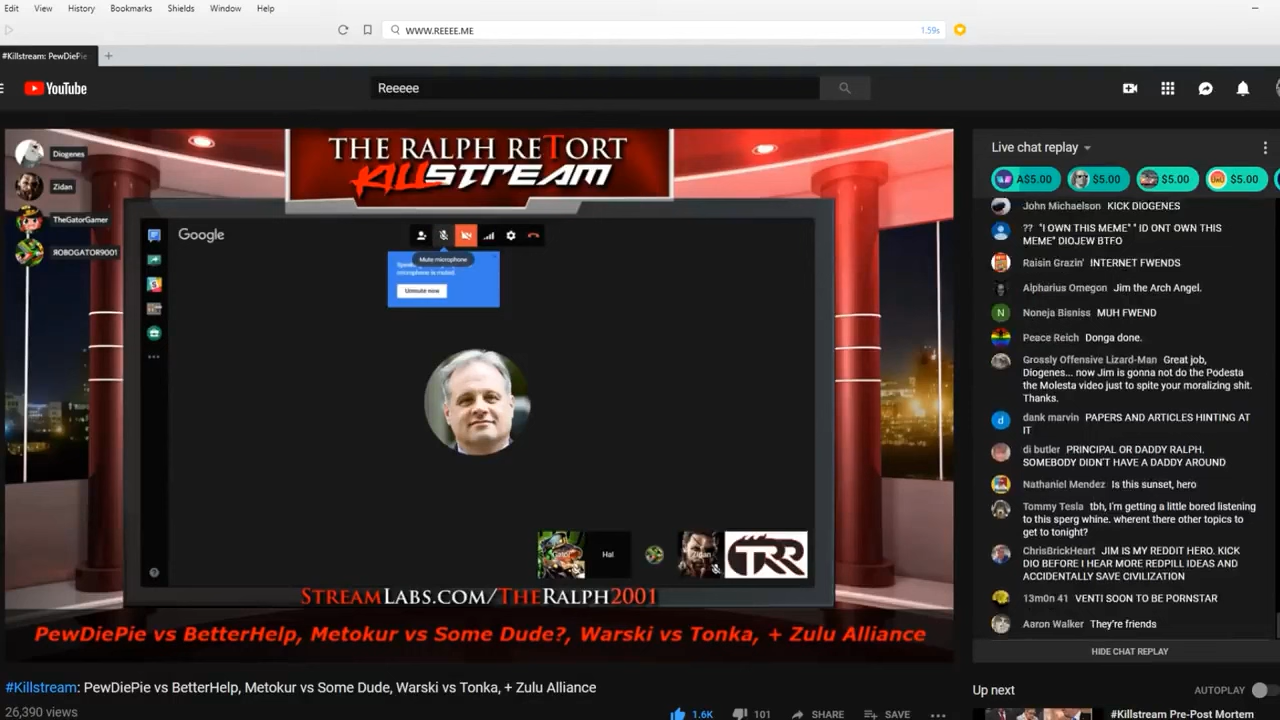 Edit View History Bookmarks Shields Window Help
WWW.REEEE.ME 1.59s
#Killstream: PewDiePie
YouTube
Reeeee
Diogenes
Zidan
TheGatorGamer
ЯOBOGATOR9001
THE RALPH RETORT
KILLSTREAM
Google
Mute microphone
microphone is muted.
Unmute now
Hal
Zidan
TRR
STREAMLABS.COM/THERALPH2001
PewDiePie vs BetterHelp, Metokur vs Some Dude?, Warski vs Tonka, + Zulu Alliance
#Killstream: PewDiePie vs BetterHelp, Metokur vs Some Dude, Warski vs Tonka, + Zulu Alliance
26,390 views
1.6K 101 SHARE SAVE
Live chat replay
A$5.00 $5.00 $5.00 $5.00
John Michaelson KICK DIOGENES
?? "I OWN THIS MEME" " ID ONT OWN THIS
MEME" DIOJEW BTFO
Raisin Grazin' INTERNET FWENDS
Alpharius Omegon Jim the Arch Angel.
N Noneja Bisniss MUH FWEND
Peace Reich Donga done.
Grossly Offensive Lizard-Man Great job,
Diogenes... now Jim is gonna not do the Podesta
the Molesta video just to spite your moralizing shit.
Thanks.
d dank marvin PAPERS AND ARTICLES HINTING AT
IT
di butler PRINCIPAL OR DADDY RALPH.
SOMEBODY DIDN'T HAVE A DADDY AROUND
Nathaniel Mendez Is this sunset, hero
Tommy Tesla tbh, I'm getting a little bored listening
to this sperg whine. wherent there other topics to
get to tonight?
ChrisBrickHeart JIM IS MY REDDIT HERO. KICK
DIO BEFORE I HEAR MORE REDPILL IDEAS AND
ACCIDENTALLY SAVE CIVILIZATION
13m0n 41 VENTI SOON TO BE PORNSTAR
Aaron Walker They're friends
HIDE CHAT REPLAY
Up next AUTOPLAY
#Killstream Pre-Post Mortem